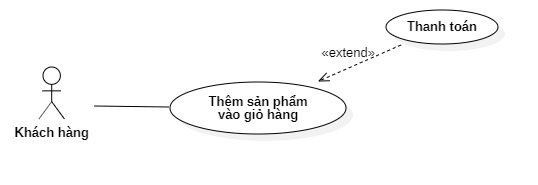 Thanh toán
«extend»
Thêm sản phẩm
vào giỏ hàng
Khách hàng